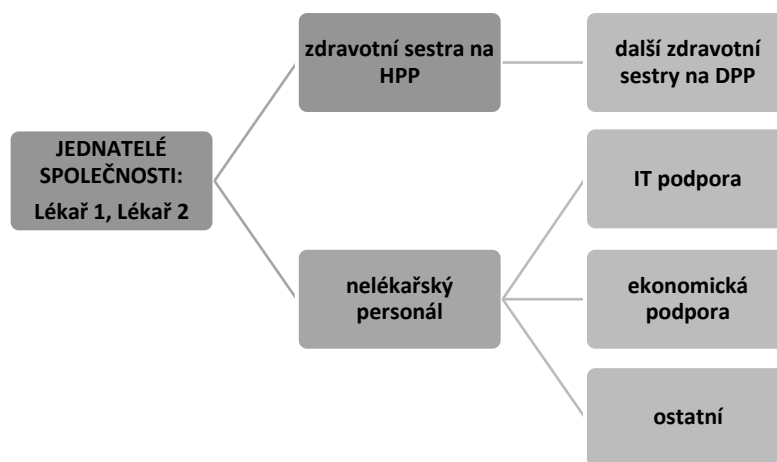 JEDNATELÉ
SPOLEČNOSTI:
Lékař 1, Lékař 2
zdravotní sestra na
HPP
další zdravotní
sestry na DPP
nelékařský
personál
IT podpora
ekonomická
podpora
ostatní